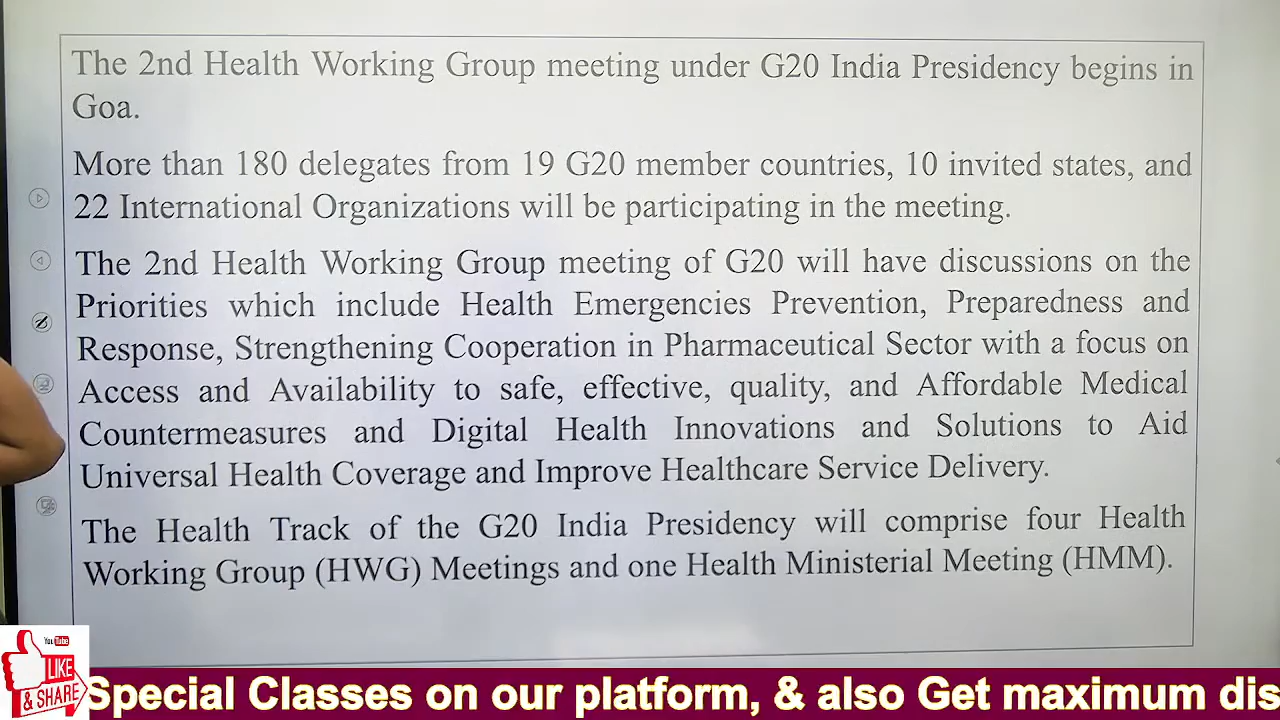 The 2nd Health Working Group meeting under G20 India Presidency begins in
Goa.
More than 180 delegates from 19 G20 member countries, 10 invited states, and
22 International Organizations will be participating in the meeting.
The 2nd Health Working Group meeting of G20 will have discussions on the
Priorities which include Health Emergencies Prevention, Preparedness and
Response, Strengthening Cooperation in Pharmaceutical Sector with a focus on
Access and Availability to safe, effective, quality, and Affordable Medical
Countermeasures and Digital Health Innovations and Solutions to Aid
Universal Health Coverage and Improve Healthcare Service Delivery.
The Health Track of the G20 India Presidency will comprise four Health
Working Group (HWG) Meetings and one Health Ministerial Meeting (HMM).
YouTube
LIKE
& SHARE
Special Classes on our platform, & also Get maximum dis